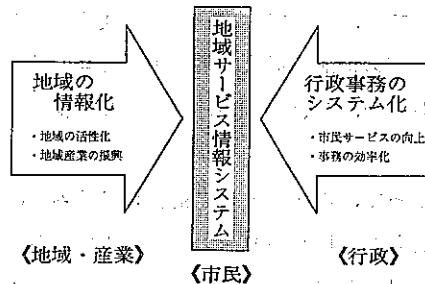 地域の
情報化
・地域の活性化
・地域産業の振興
地域サービス情報システム
行政事務の
システム化
・市民サービスの向上
・事務の効率化
《地域・産業》
《市民》
《行政》